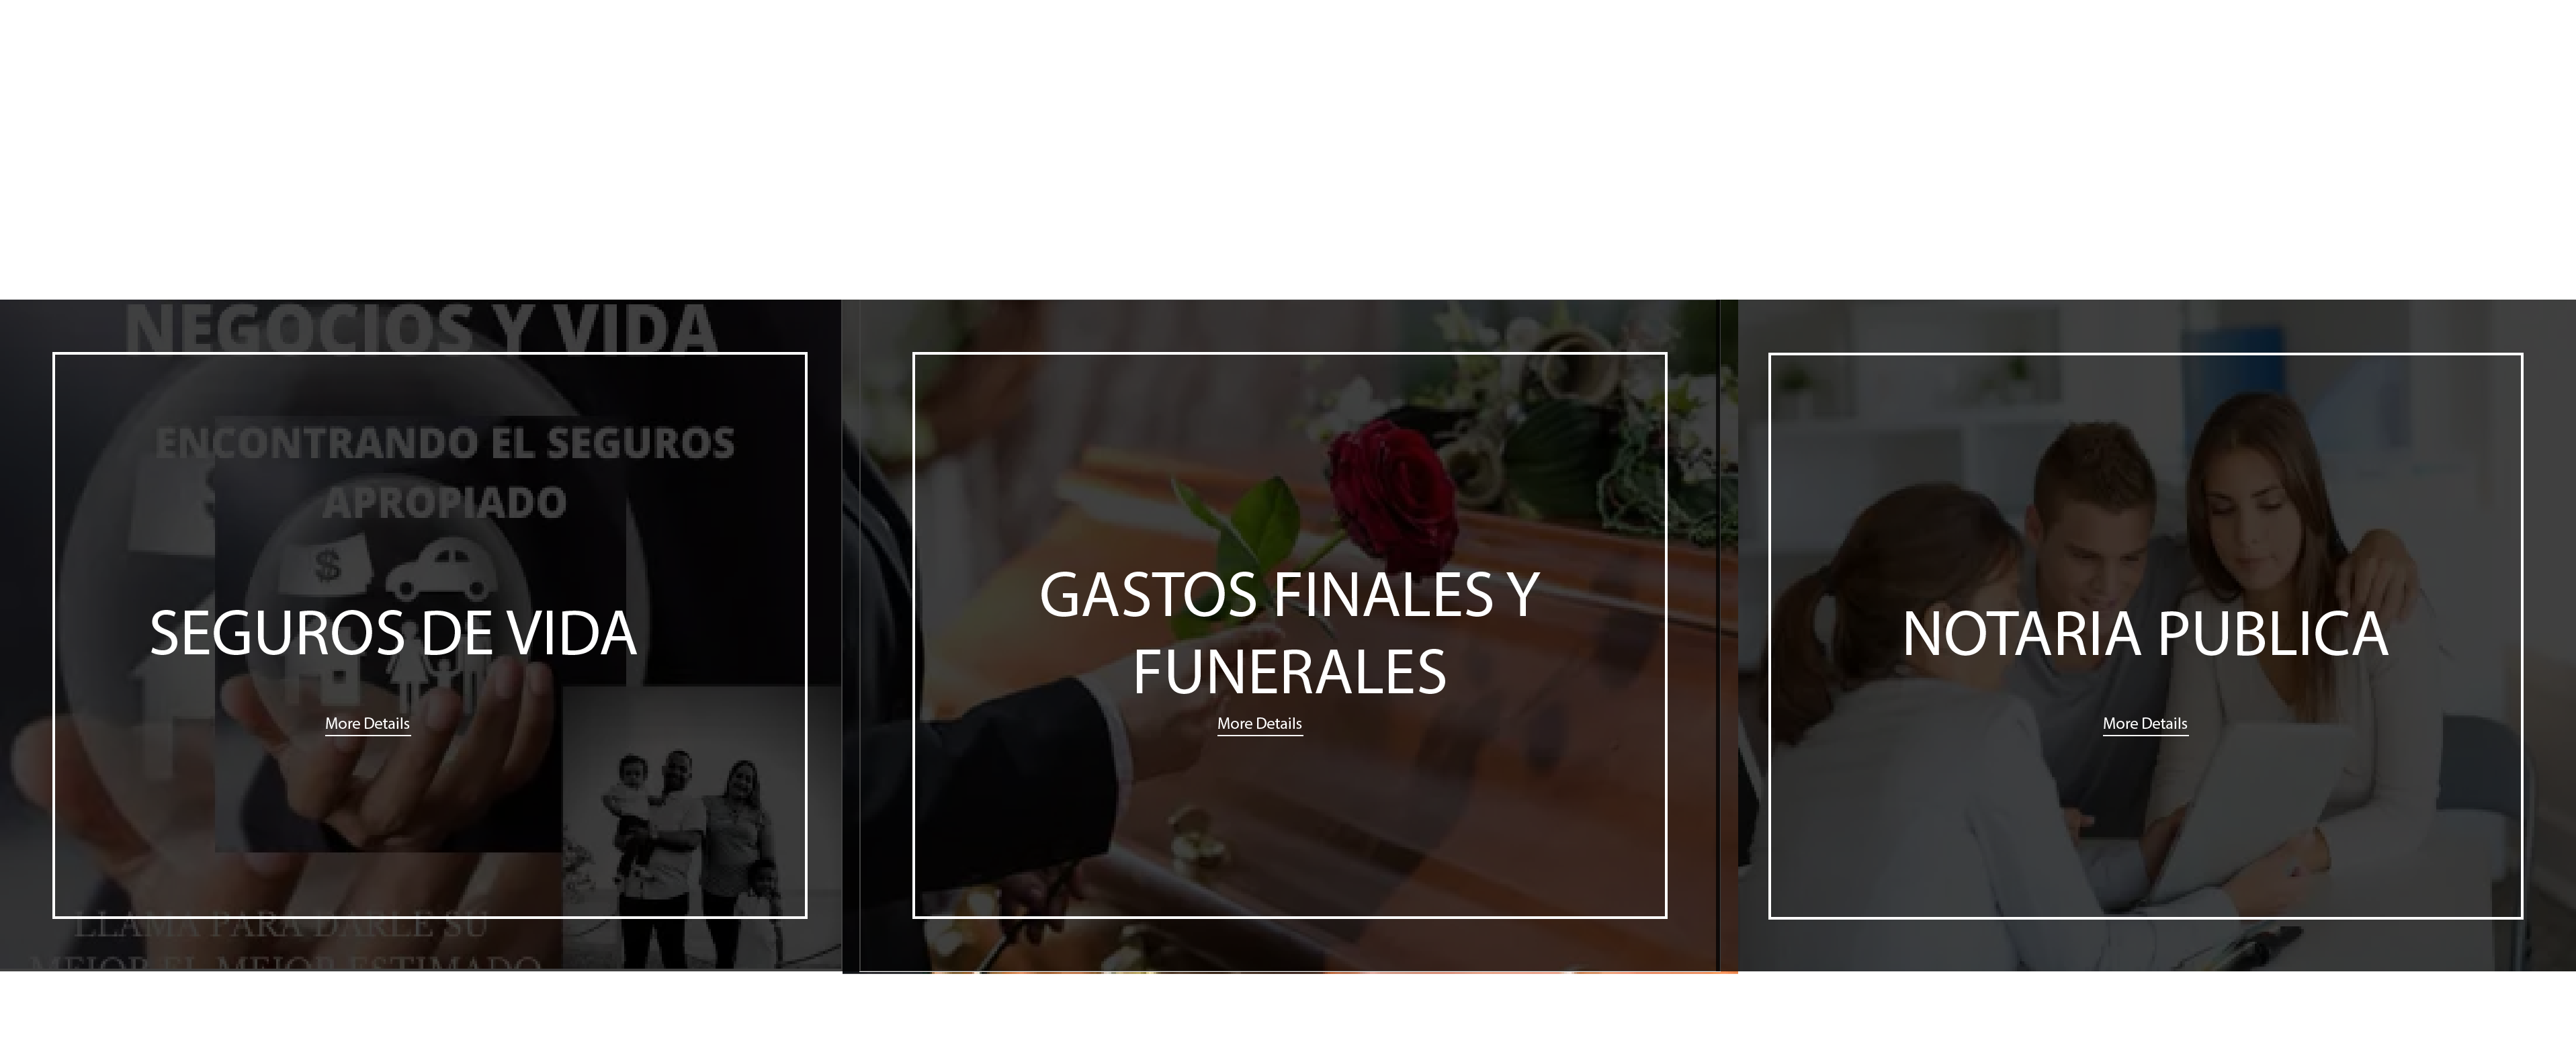 NEGOCIOS Y VIDA
ENCONTRANDO EL SEGUROS
APROPIADO
$
SEGUROS DE VIDA
More Details
LLAMA PARA DARLE SU
MEJOR EL MEJOR ESTIMADO
GASTOS FINALES Y
FUNERALES
More Details
NOTARIA PUBLICA
More Details